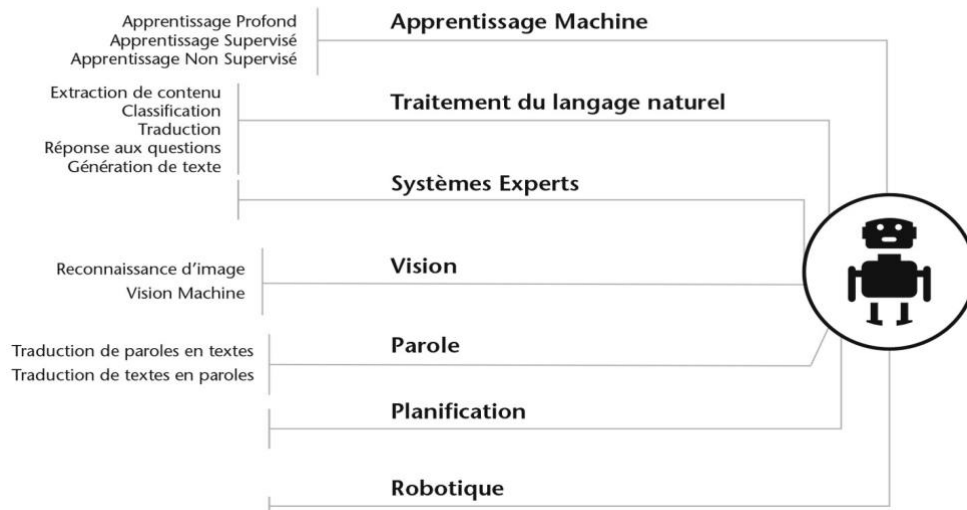 Apprentissage Machine
Apprentissage Profond
Apprentissage Supervisé
Apprentissage Non Supervisé
Traitement du langage naturel
Extraction de contenu
Classification
Traduction
Réponse aux questions
Génération de texte
Systèmes Experts
Vision
Reconnaissance d’image
Vision Machine
Parole
Traduction de paroles en textes
Traduction de textes en paroles
Planification
Robotique